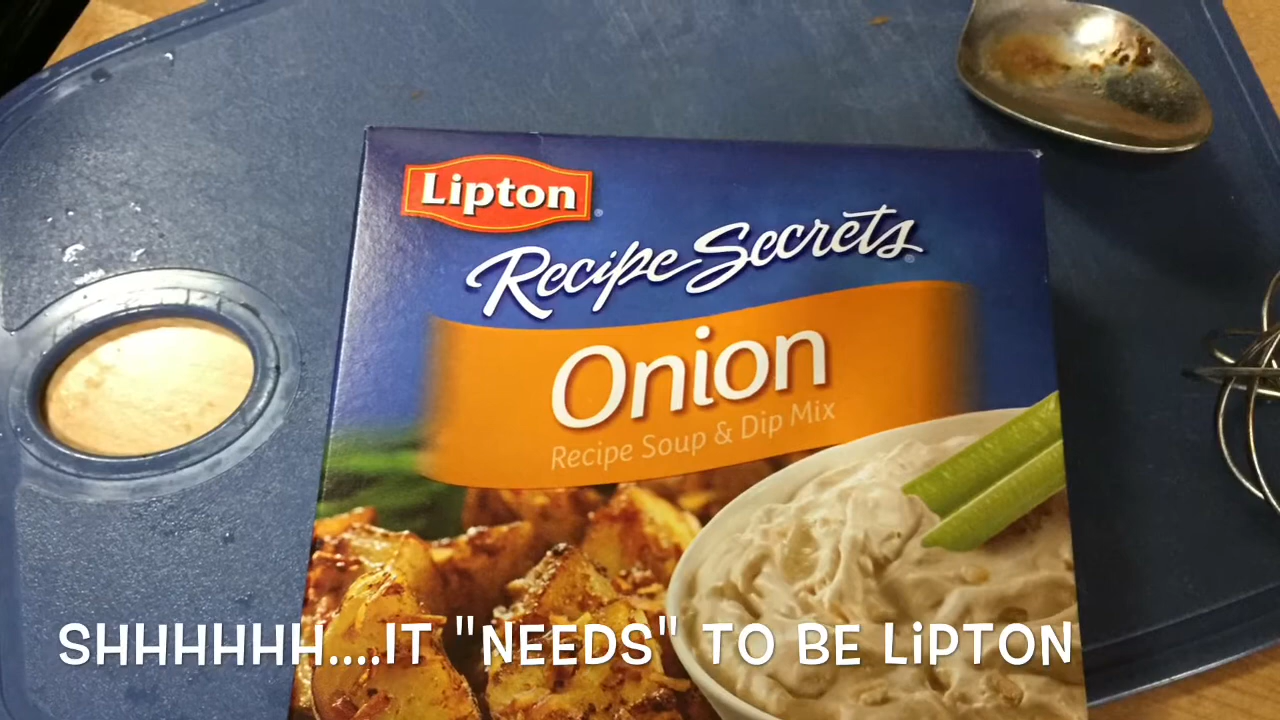 Lipton
Recipe Secrets
Onion
Recipe Soup & Dip Mix
SHHHHHH....IT "NEEDS" TO BE LiPTON